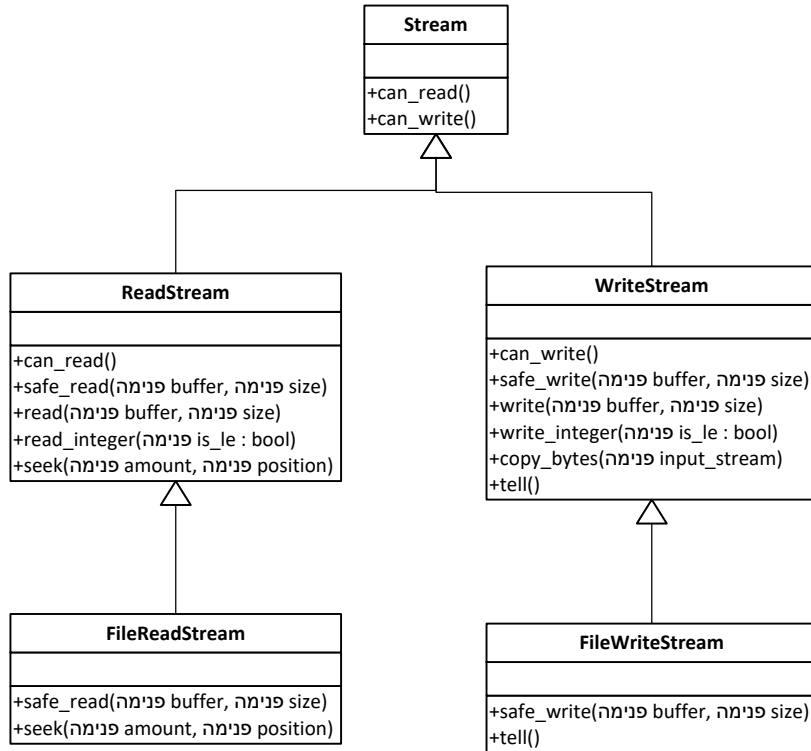 Stream
+can_read()
+can_write()
ReadStream
+can_read()
+safe_read(פנימה buffer, פנימה size)
+read(פנימה buffer, פנימה size)
+read_integer(פנימה is_le : bool)
+seek(פנימה amount, פנימה position)
WriteStream
+can_write()
+safe_write(פנימה buffer, פנימה size)
+write(פנימה buffer, פנימה size)
+write_integer(פנימה is_le : bool)
+copy_bytes(פנימה input_stream)
+tell()
FileReadStream
+safe_read(פנימה buffer, פנימה size)
+seek(פנימה amount, פנימה position)
FileWriteStream
+safe_write(פנימה buffer, פנימה size)
+tell()